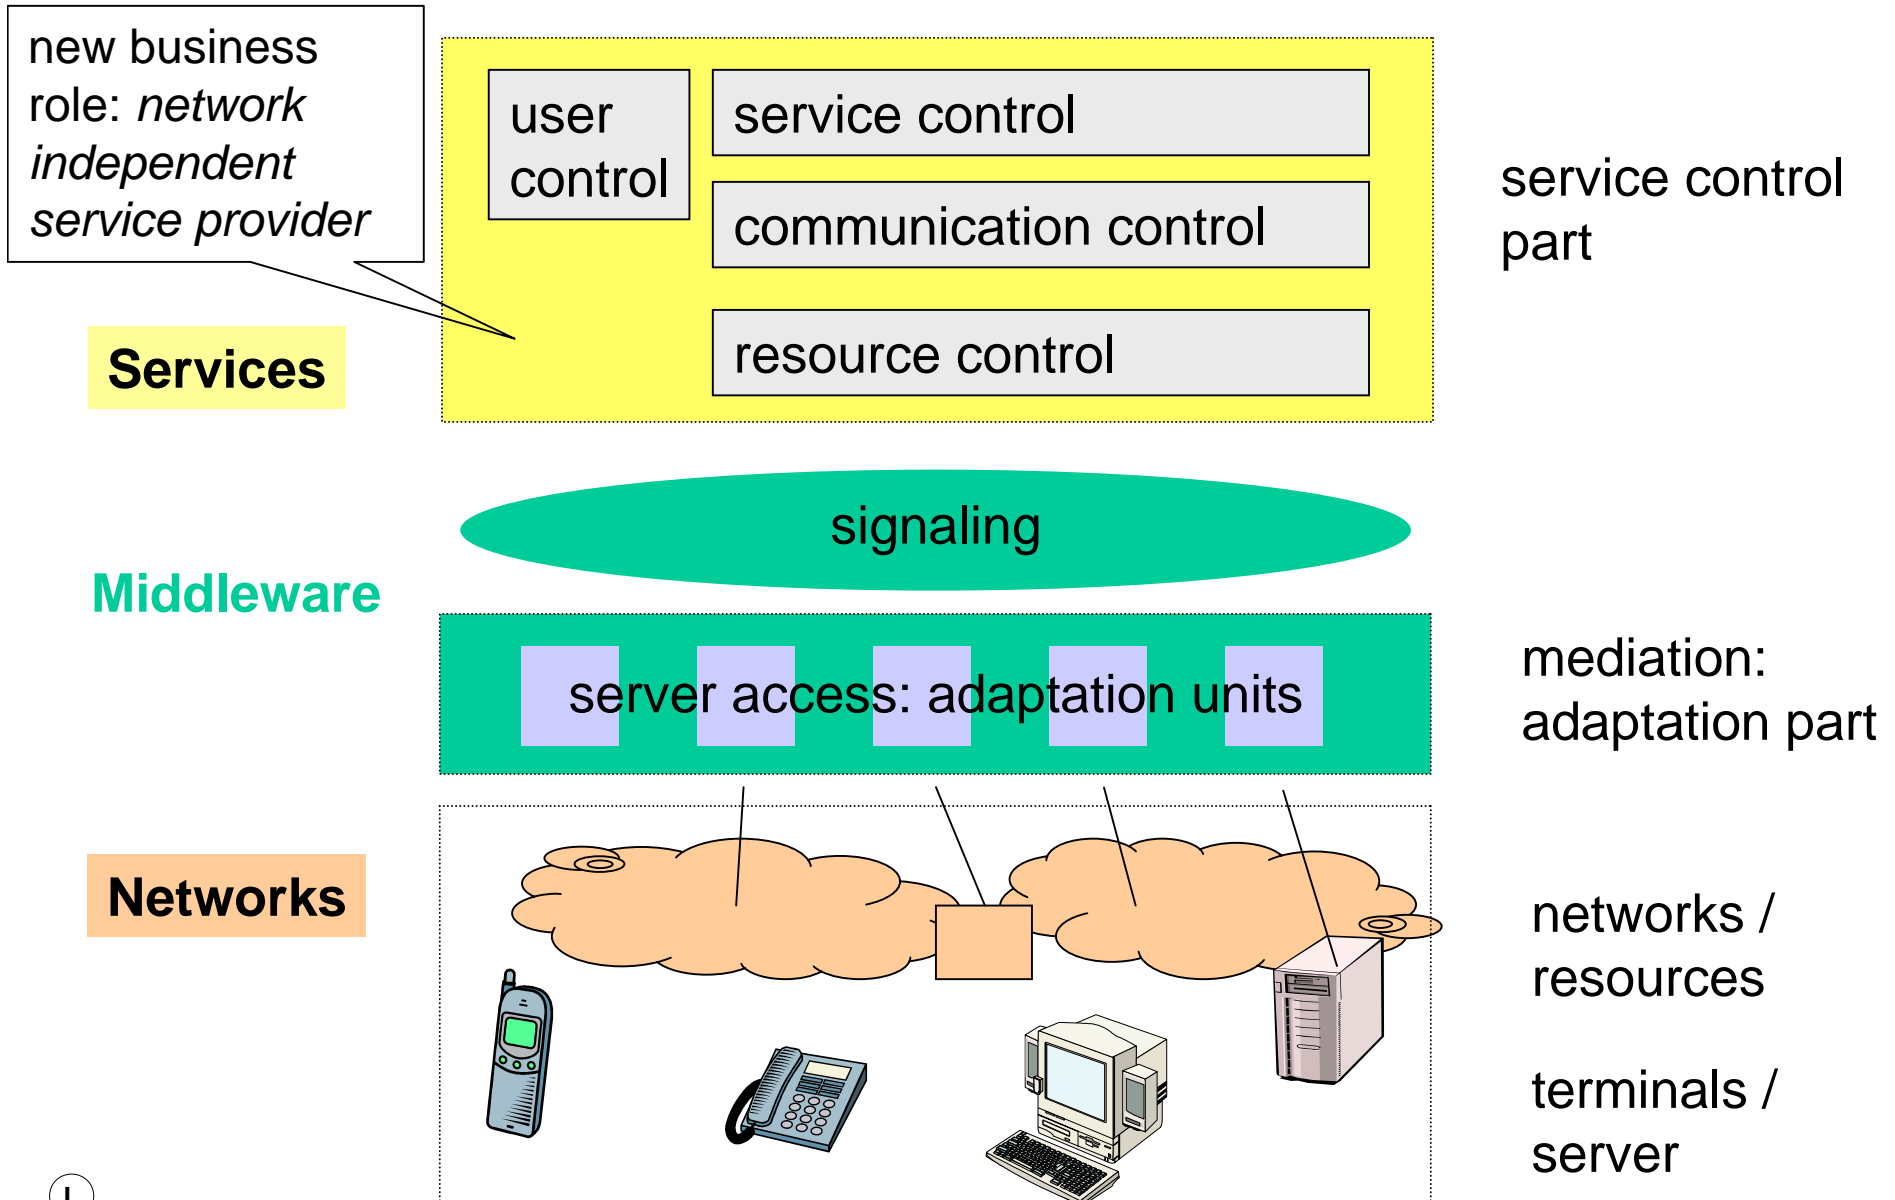 new business
role: network
independent
service provider
user
control
service control
communication control
resource control
service control
part
Services
signaling
Middleware
server access: adaptation units
mediation:
adaptation part
Networks
networks /
resources
terminals /
server